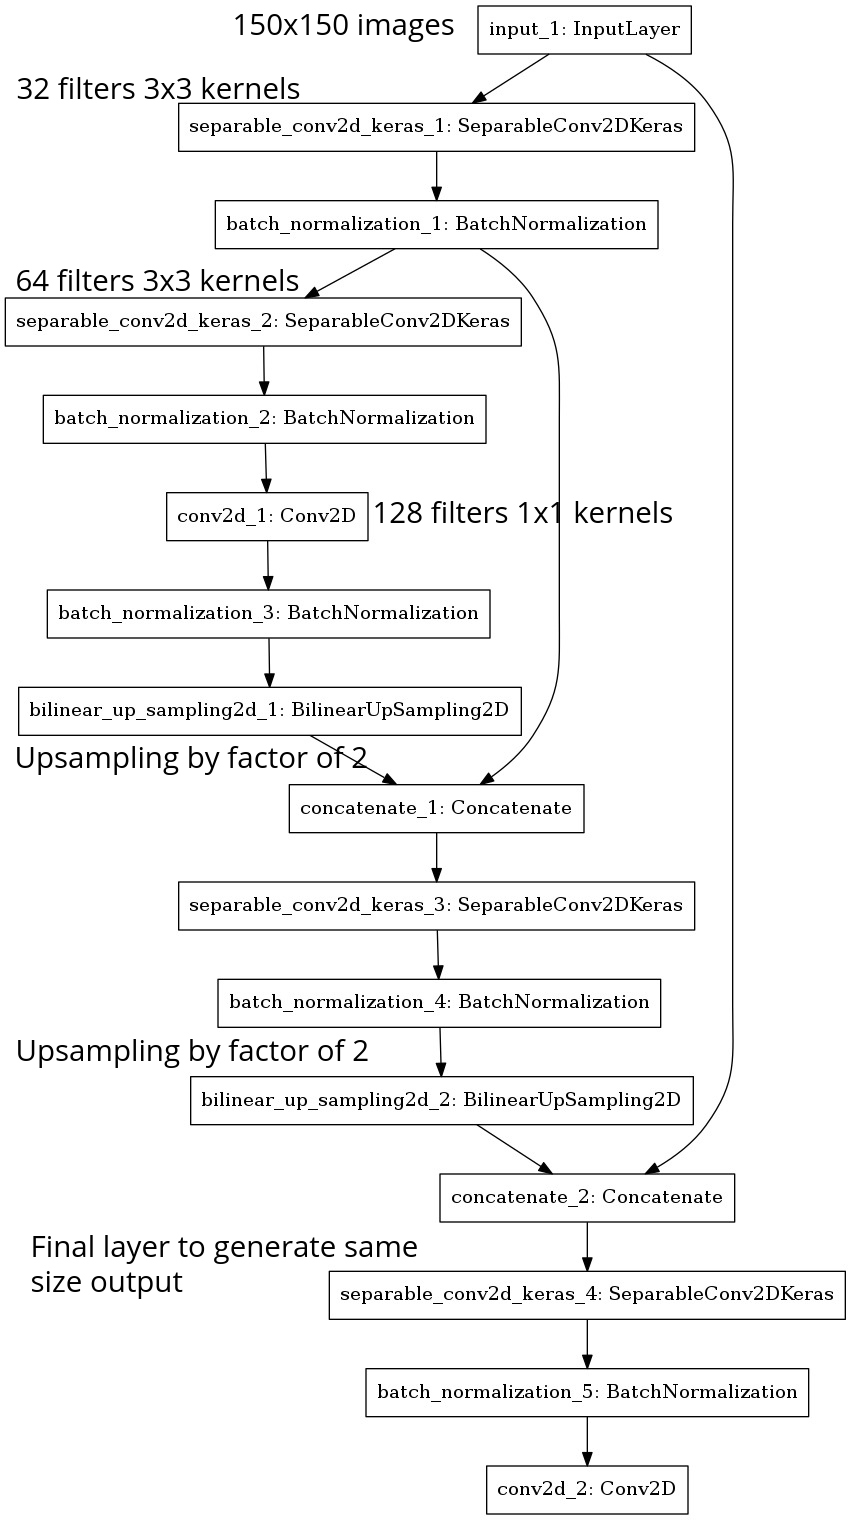 150x150 images
input_1: InputLayer
32 filters 3x3 kernels
separable_conv2d_keras_1: SeparableConv2DKeras
batch_normalization_1: BatchNormalization
64 filters 3x3 kernels
separable_conv2d_keras_2: SeparableConv2DKeras
batch_normalization_2: BatchNormalization
conv2d_1: Conv2D
128 filters 1x1 kernels
batch_normalization_3: BatchNormalization
bilinear_up_sampling2d_1: BilinearUpSampling2D
Upsampling by factor of 2
concatenate_1: Concatenate
separable_conv2d_keras_3: SeparableConv2DKeras
batch_normalization_4: BatchNormalization
Upsampling by factor of 2
bilinear_up_sampling2d_2: BilinearUpSampling2D
concatenate_2: Concatenate
Final layer to generate same
size output
separable_conv2d_keras_4: SeparableConv2DKeras
batch_normalization_5: BatchNormalization
conv2d_2: Conv2D